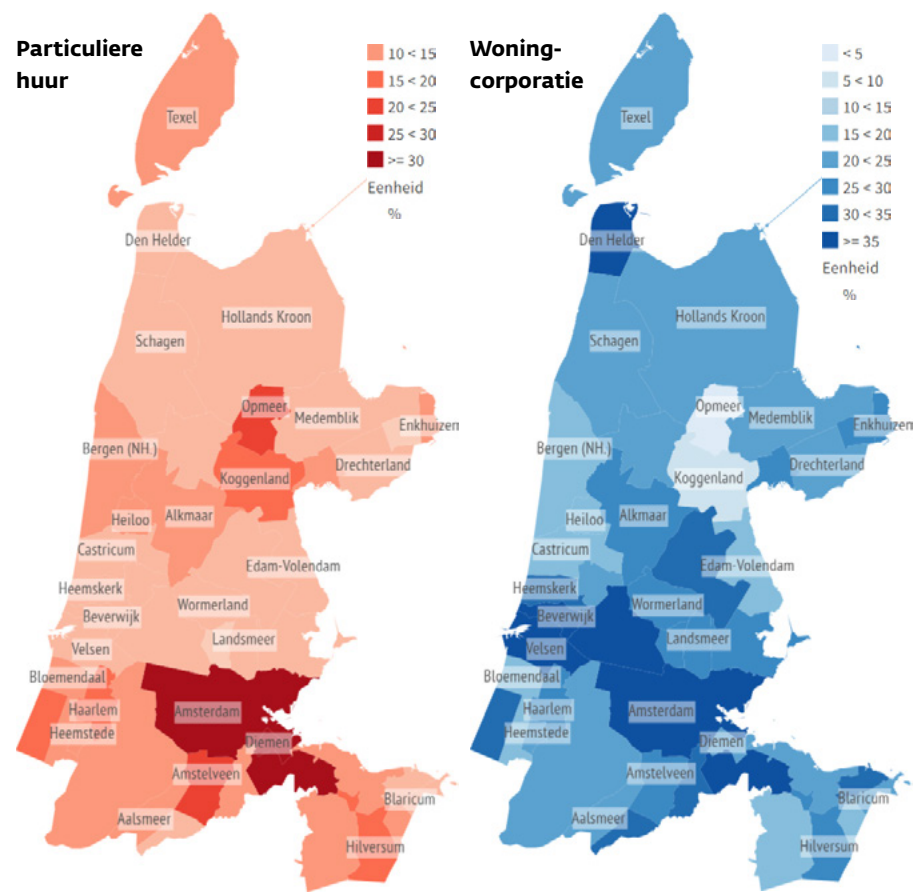 Particuliere
huur
10 < 15
15 < 20
20 < 25
25 < 30
>= 30
Eenheid
%
Texel
Den Helder
Hollands Kroon
Schagen
Opmeer
Medemblik
Enkhuizen
Bergen (NH.)
Drechterland
Koggenland
Alkmaar
Heiloo
Castricum
Edam-Volendam
Heemskerk
Wormerland
Beverwijk
Landsmeer
Velsen
Bloemendaal
Haarlem
Amsterdam
Heemstede
Diemen
Amstelveen
Blaricum
Aalsmeer
Hilversum
Woning-
corporatie
< 5
5 < 10
10 < 15
15 < 20
20 < 25
25 < 30
30 < 35
>= 35
Eenheid
%
Texel
Den Helder
Hollands Kroon
Schagen
Opmeer
Medemblik
Enkhuizen
Bergen (NH.)
Drechterland
Koggenland
Alkmaar
Heiloo
Castricum
Edam-Volendam
Heemskerk
Wormerland
Beverwijk
Landsmeer
Velsen
Bloemendaal
Haarlem
Amsterdam
Heemstede
Diemen
Amstelveen
Blaricum
Aalsmeer
Hilversum